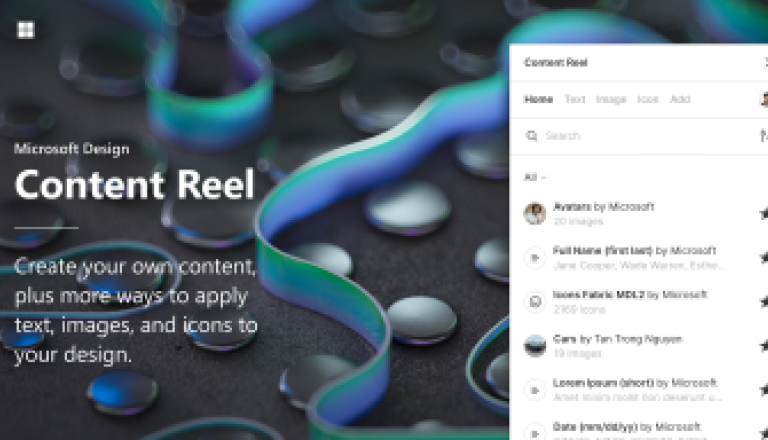 Microsoft Design
Content Reel
Create your own content,
plus more ways to apply
text, images, and icons to
your design.
Content Reel
Home Text Image Icon Add
Search
All
Avatars by Microsoft
20 images
Full Name (first last) by Microsoft
Jane Cooper, Wade Warren, Esthe...
Icons Fabric MDL2 by Microsoft
2169 icons
Cars by Tan Trong Nguyen
19 images
Lorem Ipsum (short) by Microsoft
Amet minim mollit non deserunt u...
Date (mm/dd/yy) by Microsoft